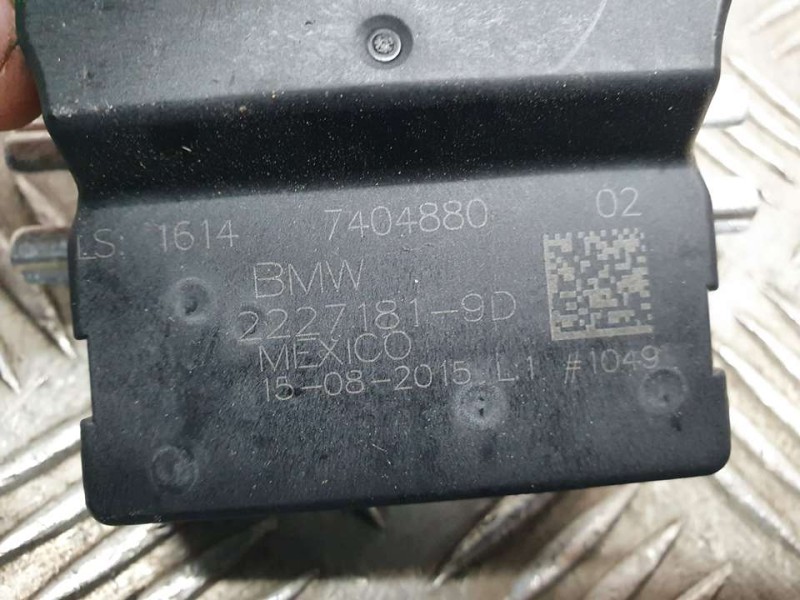 LS: 1614 7404880 02
BMW
2227181-9D
MEXICO
15-08-2015 L1 #1049